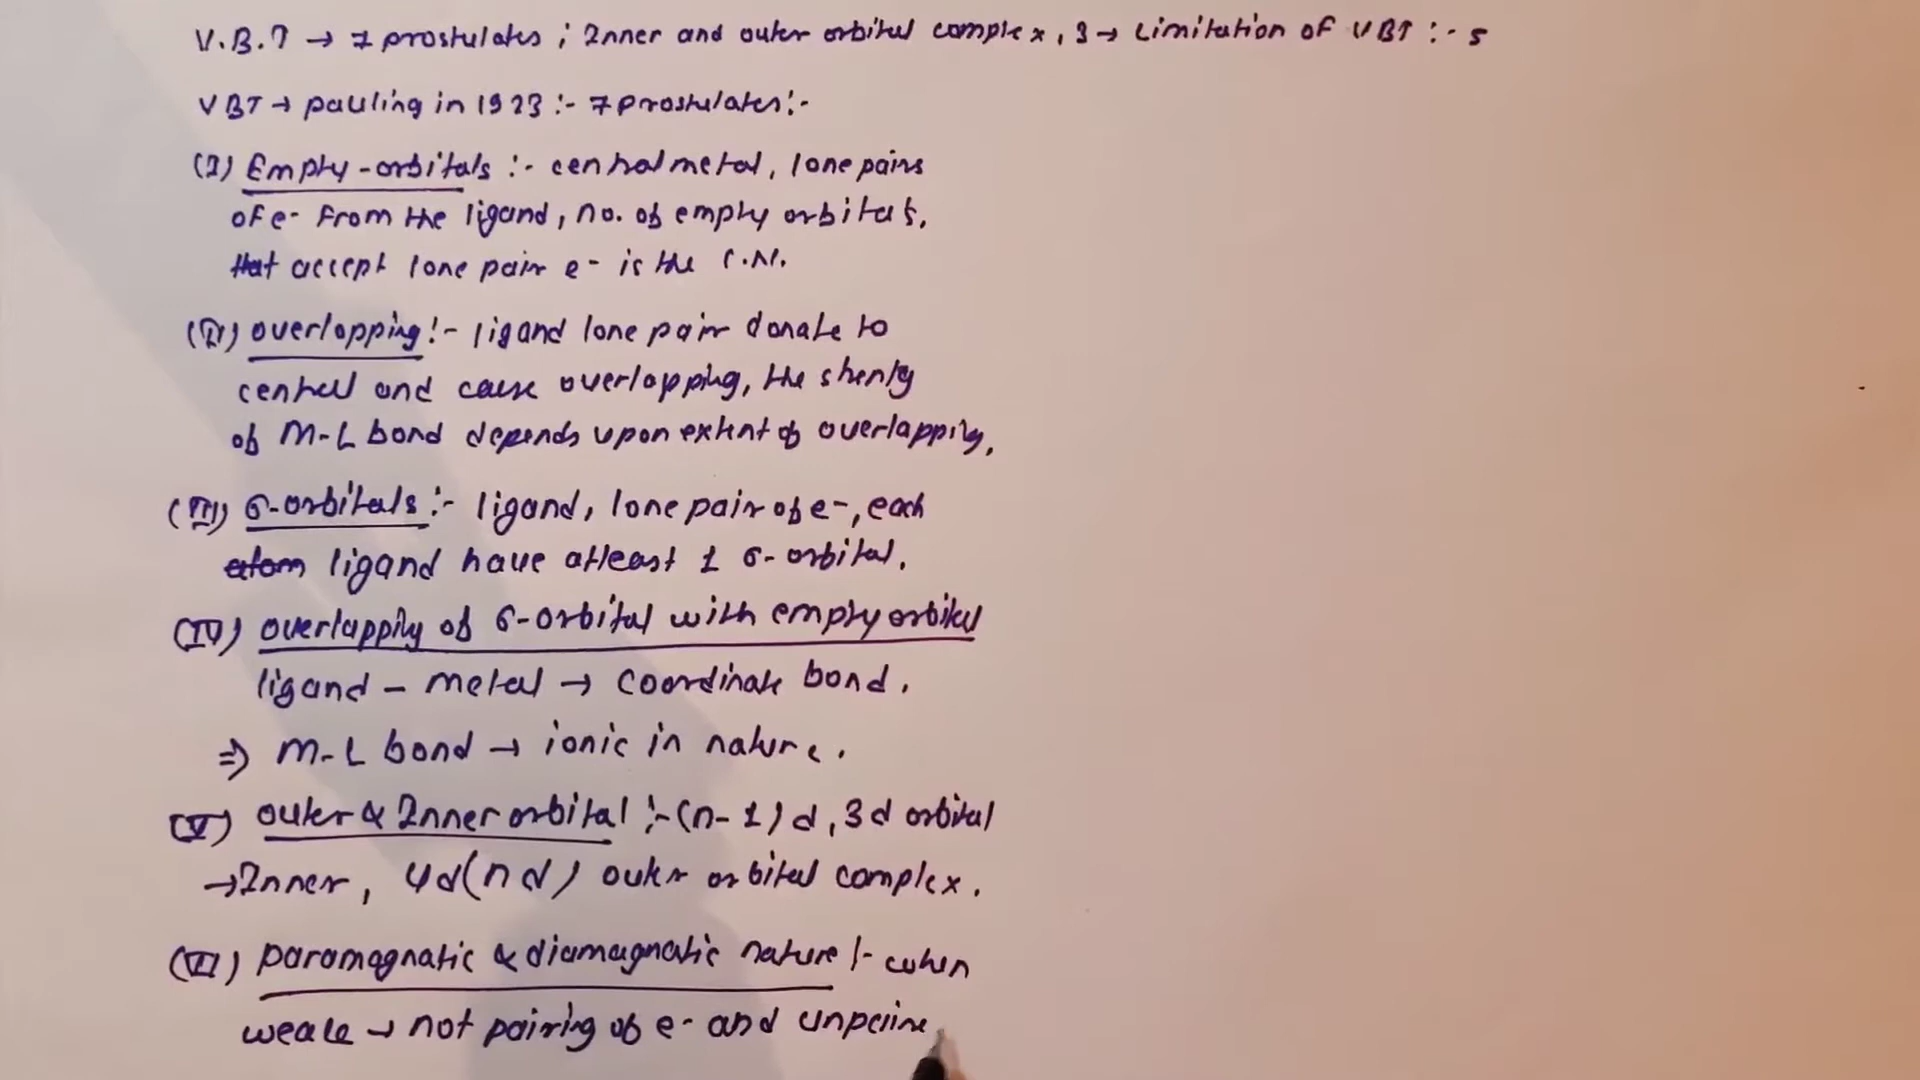 V.B.T → 7 prostulates ; Inner and outer orbital complex, 3 → Limitation of VBT :- 5
VBT → pauling in 1923 :- 7 prostulates :-
(I) Empty-orbitals :- central metal, lone pairs
of e- from the ligand, no. of empty orbitals,
that accept lone pair e- is the C.N.
(II) overlapping :- ligand lone pair donate to
central and cause overlapping, the strenty
of M-L bond depends upon extent of overlapping,
(III) σ-orbitals :- ligand, lone pair of e-, each
atom ligand have atleast 1 σ-orbital.
(IV) overlapping of σ-orbital with empty orbital
ligand - metal → coordinate bond.
⇒ M-L bond → ionic in nature.
(V) outer & Inner orbital :- (n-1)d, 3d orbital
→ Inner, 4d(nd) outer orbital complex.
(VI) paramagnatic & diamagnatic nature :- when
weak → not pairing of e- and unpaire